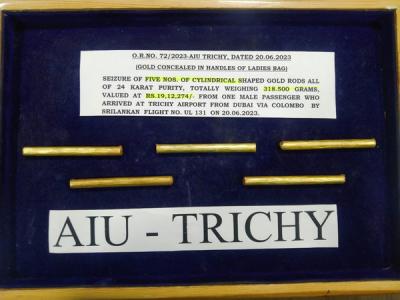 O.R.NO. 72/2023-AIU TRICHY, DATED 20.06.2023
(GOLD CONCEALED IN HANDLES OF LADIES BAG)
SEIZURE OF FIVE NOS. OF CYLINDRICAL SHAPED GOLD RODS ALL
OF 24 KARAT PURITY, TOTALLY WEIGHING 318.500 GRAMS,
VALUED AT RS.19,12,274/- FROM ONE MALE PASSENGER WHO
ARRIVED AT TRICHY AIRPORT FROM DUBAI VIA COLOMBO BY
SRILANKAN FLIGHT NO. UL 131 ON 20.06.2023.
AIU - TRICHY